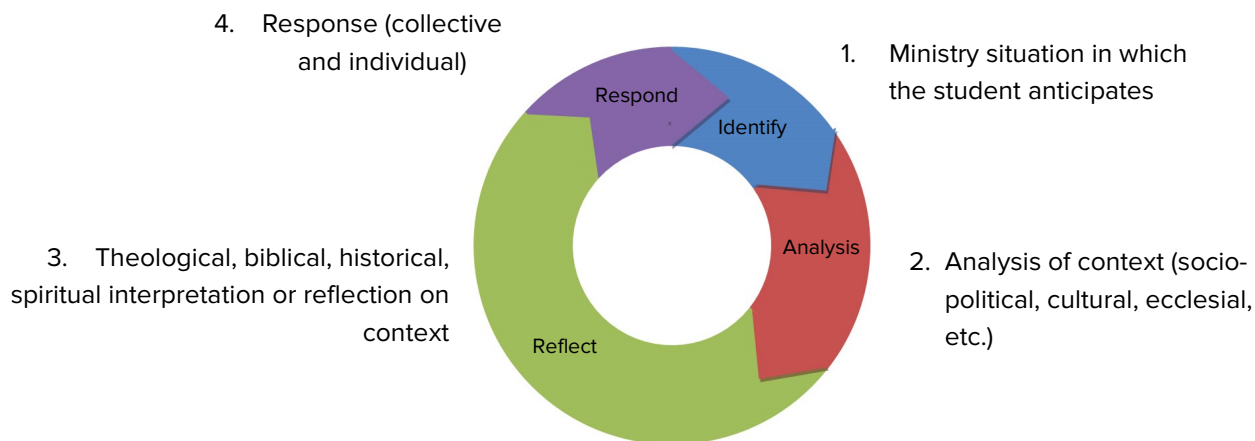 4. Response (collective
and individual)
1. Ministry situation in which
the student anticipates
Respond
Identify
Analysis
2. Analysis of context (socio-
political, cultural, ecclesial,
etc.)
3. Theological, biblical, historical,
spiritual interpretation or reflection on
context
Reflect